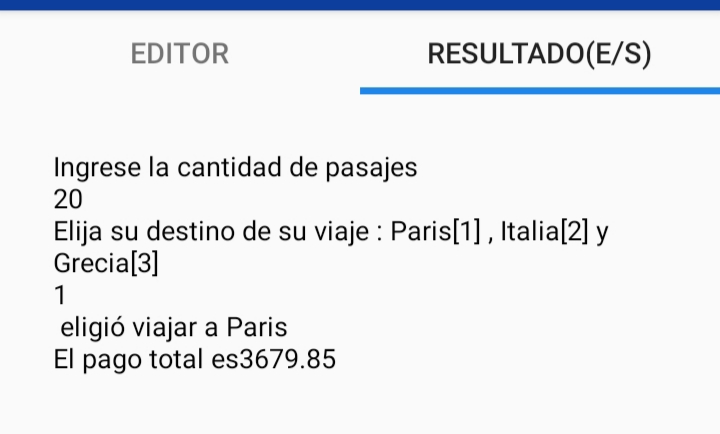 EDITOR RESULTADO(E/S)
Ingrese la cantidad de pasajes
20
Elija su destino de su viaje : Paris[1] , Italia[2] y
Grecia[3]
1
eligió viajar a Paris
El pago total es3679.85